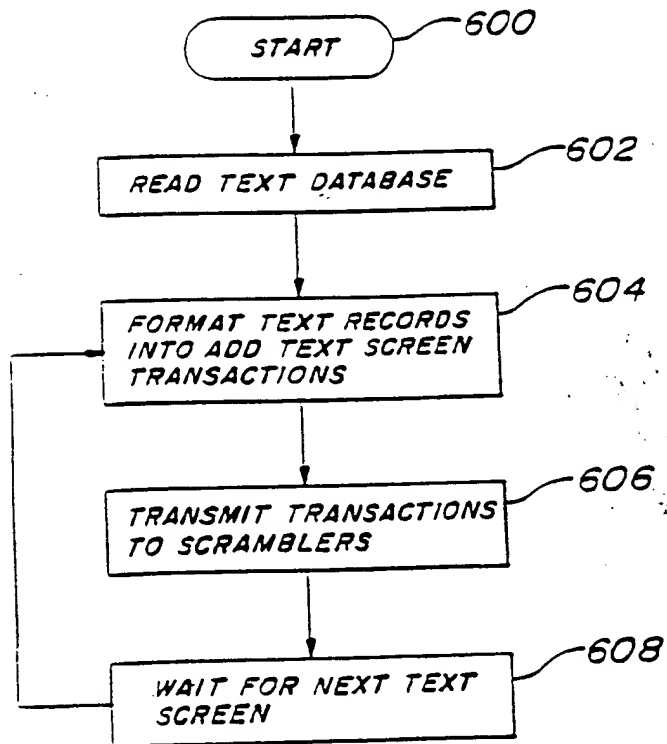 START
600
602
READ TEXT DATABASE
604
FORMAT TEXT RECORDS
INTO ADD TEXT SCREEN
TRANSACTIONS
606
TRANSMIT TRANSACTIONS
TO SCRAMBLERS
608
WAIT FOR NEXT TEXT
SCREEN